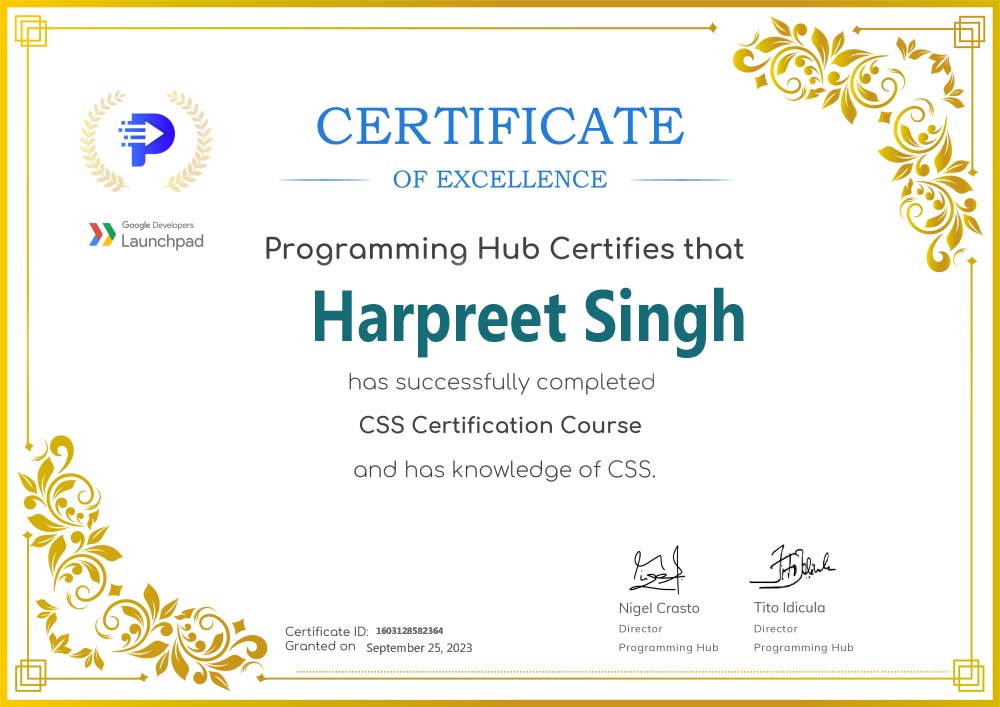 CERTIFICATE
OF EXCELLENCE
Google Developers
Launchpad
Programming Hub Certifies that
Harpreet Singh
has successfully completed
CSS Certification Course
and has knowledge of CSS.
Nigel Crasto
Director
Programming Hub
Tito Idicula
Director
Programming Hub
Certificate ID: 1603128582364
Granted on September 25, 2023